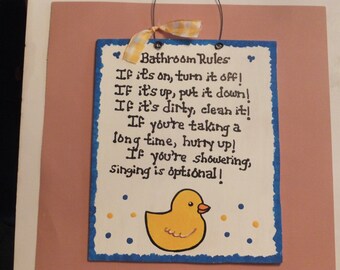 Bathroom Rules
If it's on, turn it off!
If it's up, put it down!
If it's dirty, clean it!
If you're taking a
long time, hurry up!
If you're showering,
singing is optional!